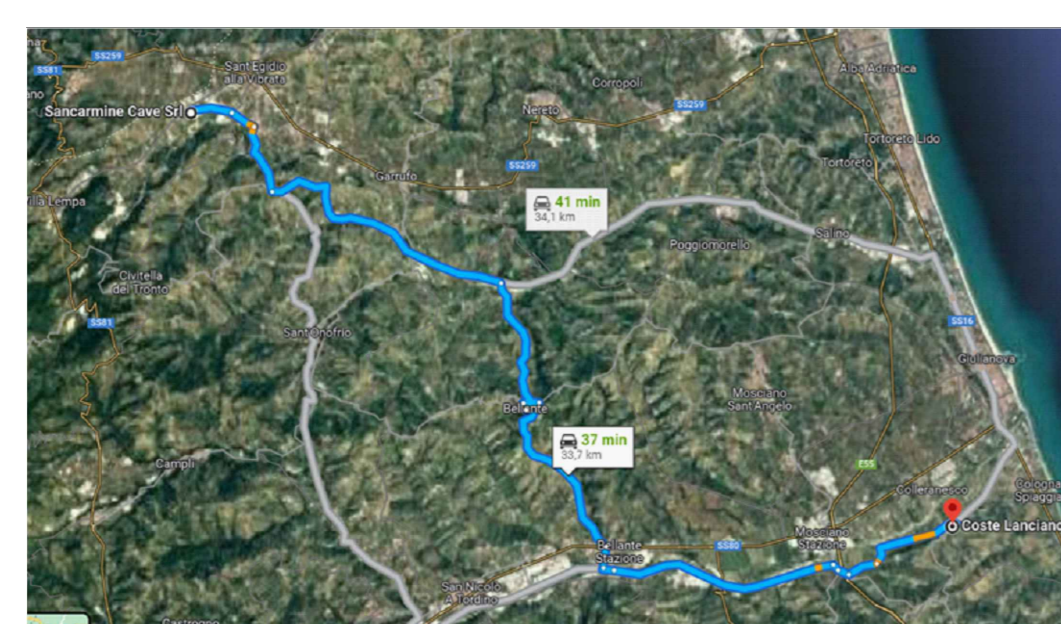 SS259
SS81
Sant Egidio
alla Vibrata
Corropoli
Alba Adriatica
Sancarmine Cave Srl
Nereto
SS259
SS259
Tortoreto Lido
Tortoreto
Garrufo
Villa Lempa
41 min
34,1 km
Salino
Poggiomorello
Civitella
del Tronto
SS81
Sant'Onofrio
SS16
Giulianova
Mosciano
Sant'Angelo
Bellante
37 min
33,7 km
Campli
E55
Colleranesco
Cologna
Spiaggia
Coste Lanciano
Mosciano
Stazione
Bellante
Stazione
SS80
San Nicolo
A Tordino